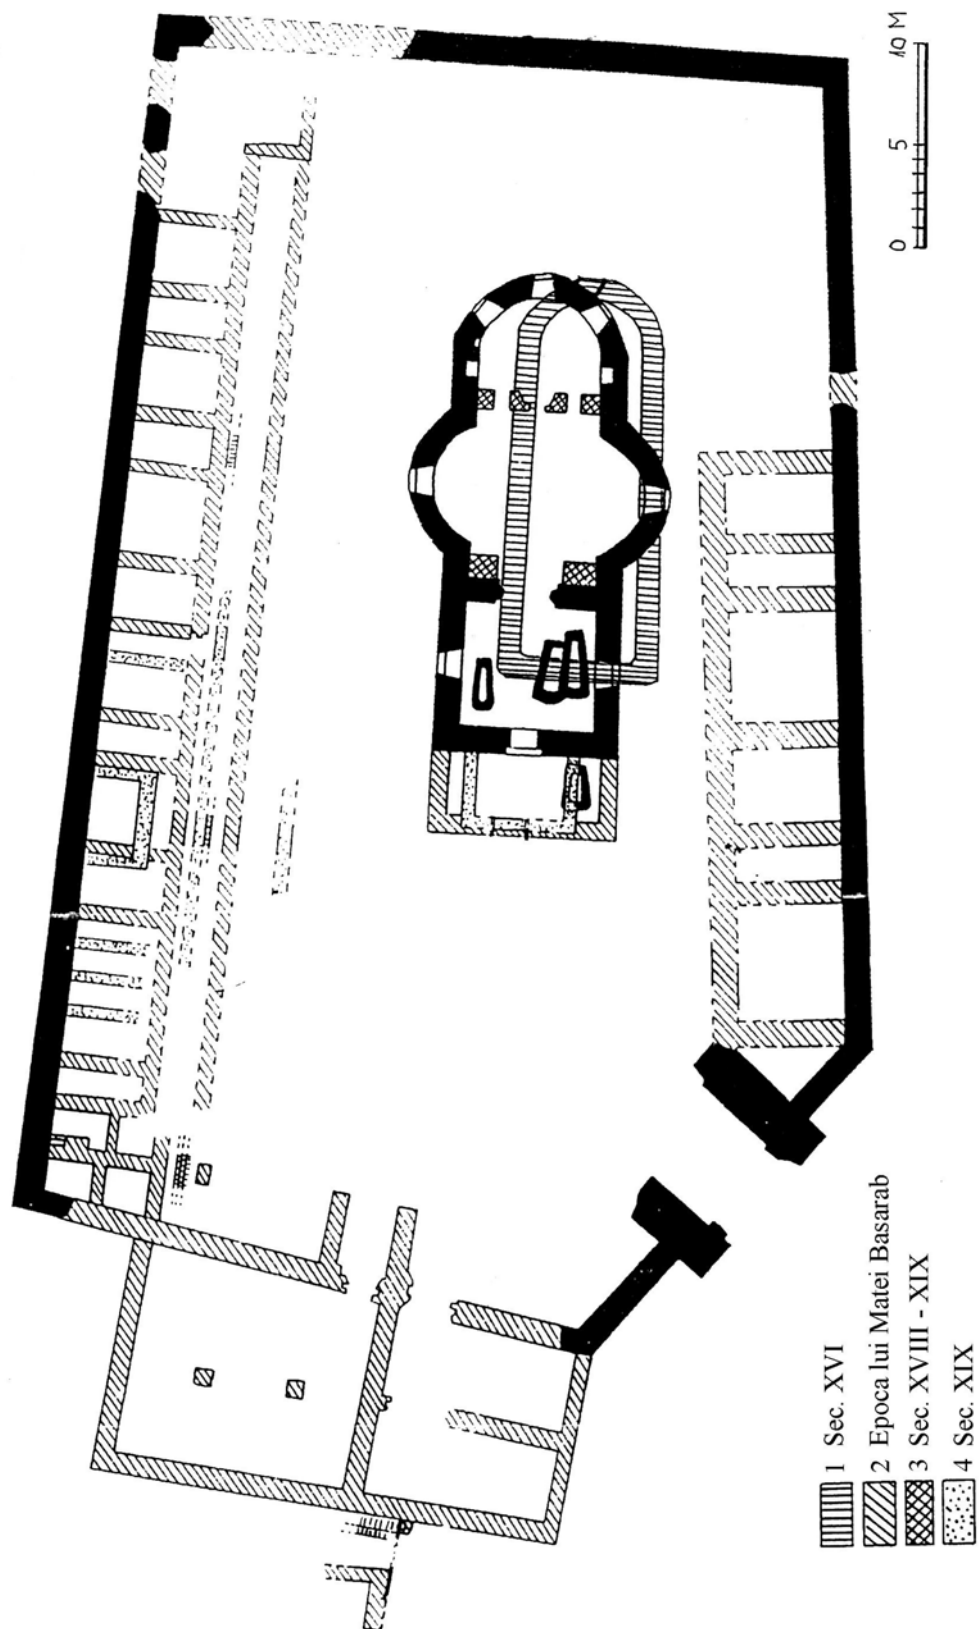 0 5 10 M
1 Sec. XVI
2 Epoca lui Matei Basarab
3 Sec. XVIII - XIX
4 Sec. XIX